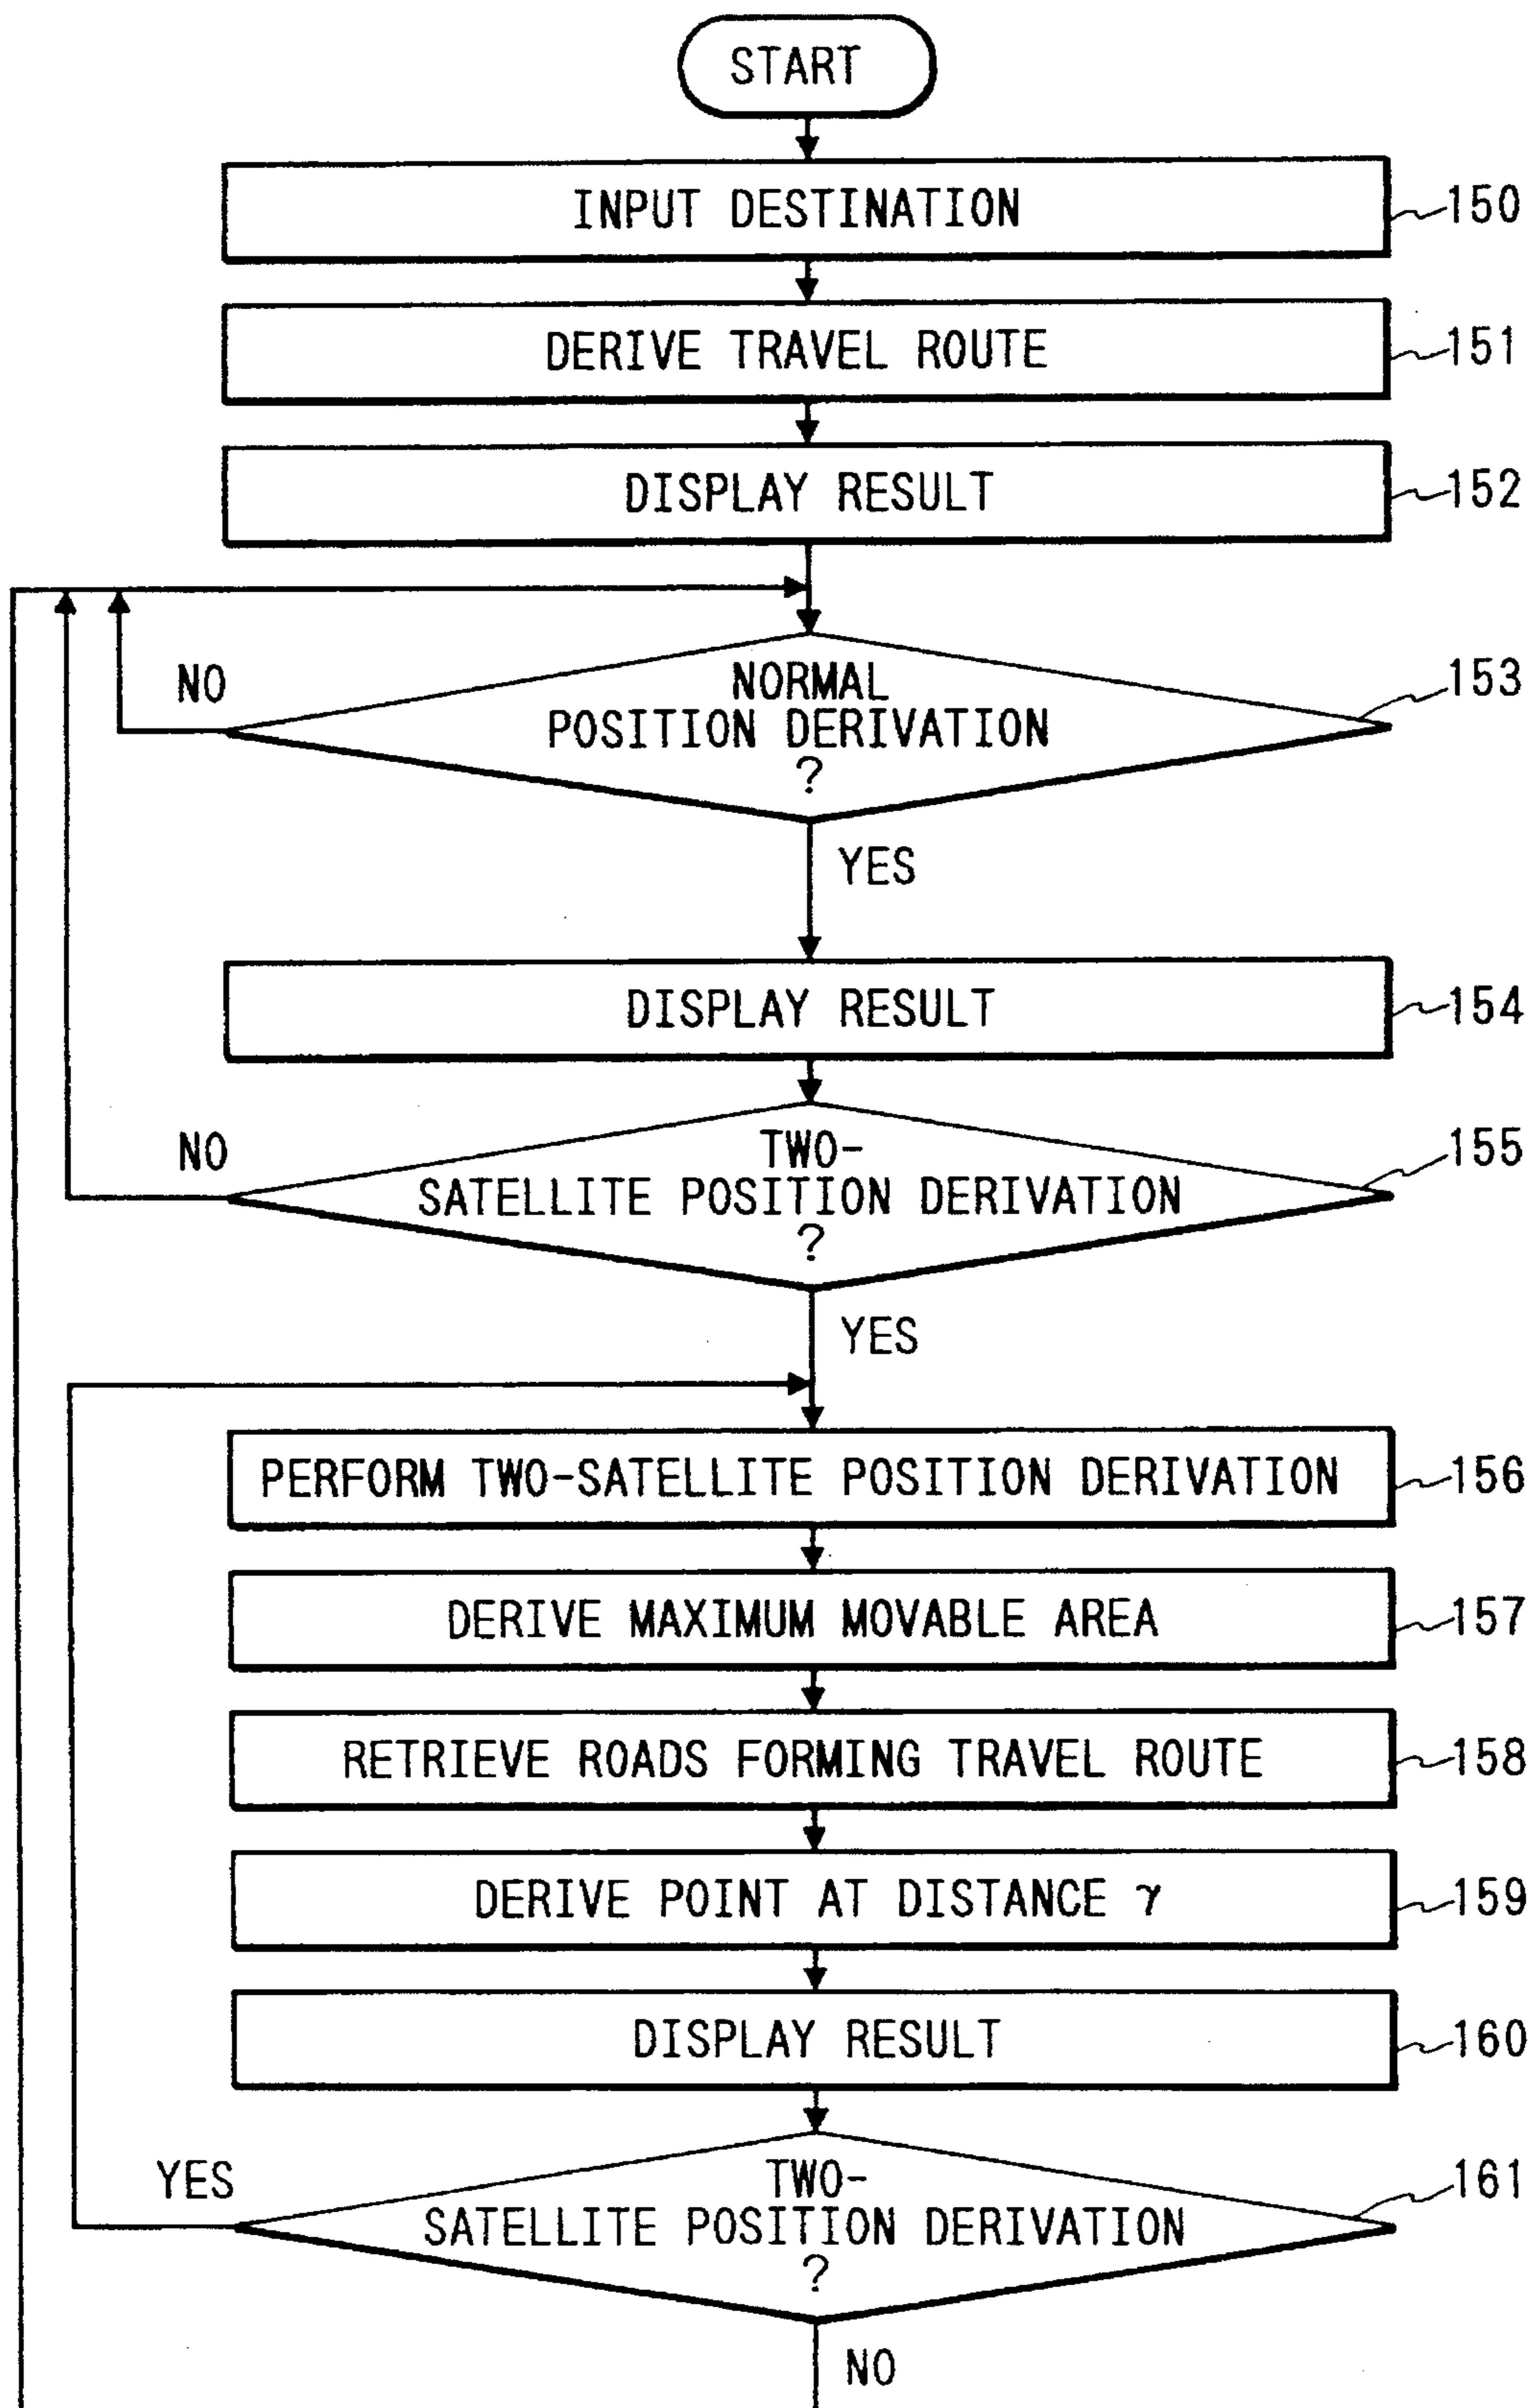 START
INPUT DESTINATION
150
DERIVE TRAVEL ROUTE
151
DISPLAY RESULT
152
NO
NORMAL
POSITION DERIVATION
?
153
YES
DISPLAY RESULT
154
NO
TWO-
SATELLITE POSITION DERIVATION
?
155
YES
PERFORM TWO-SATELLITE POSITION DERIVATION
156
DERIVE MAXIMUM MOVABLE AREA
157
RETRIEVE ROADS FORMING TRAVEL ROUTE
158
DERIVE POINT AT DISTANCE γ
159
DISPLAY RESULT
160
YES
TWO-
SATELLITE POSITION DERIVATION
?
161
NO